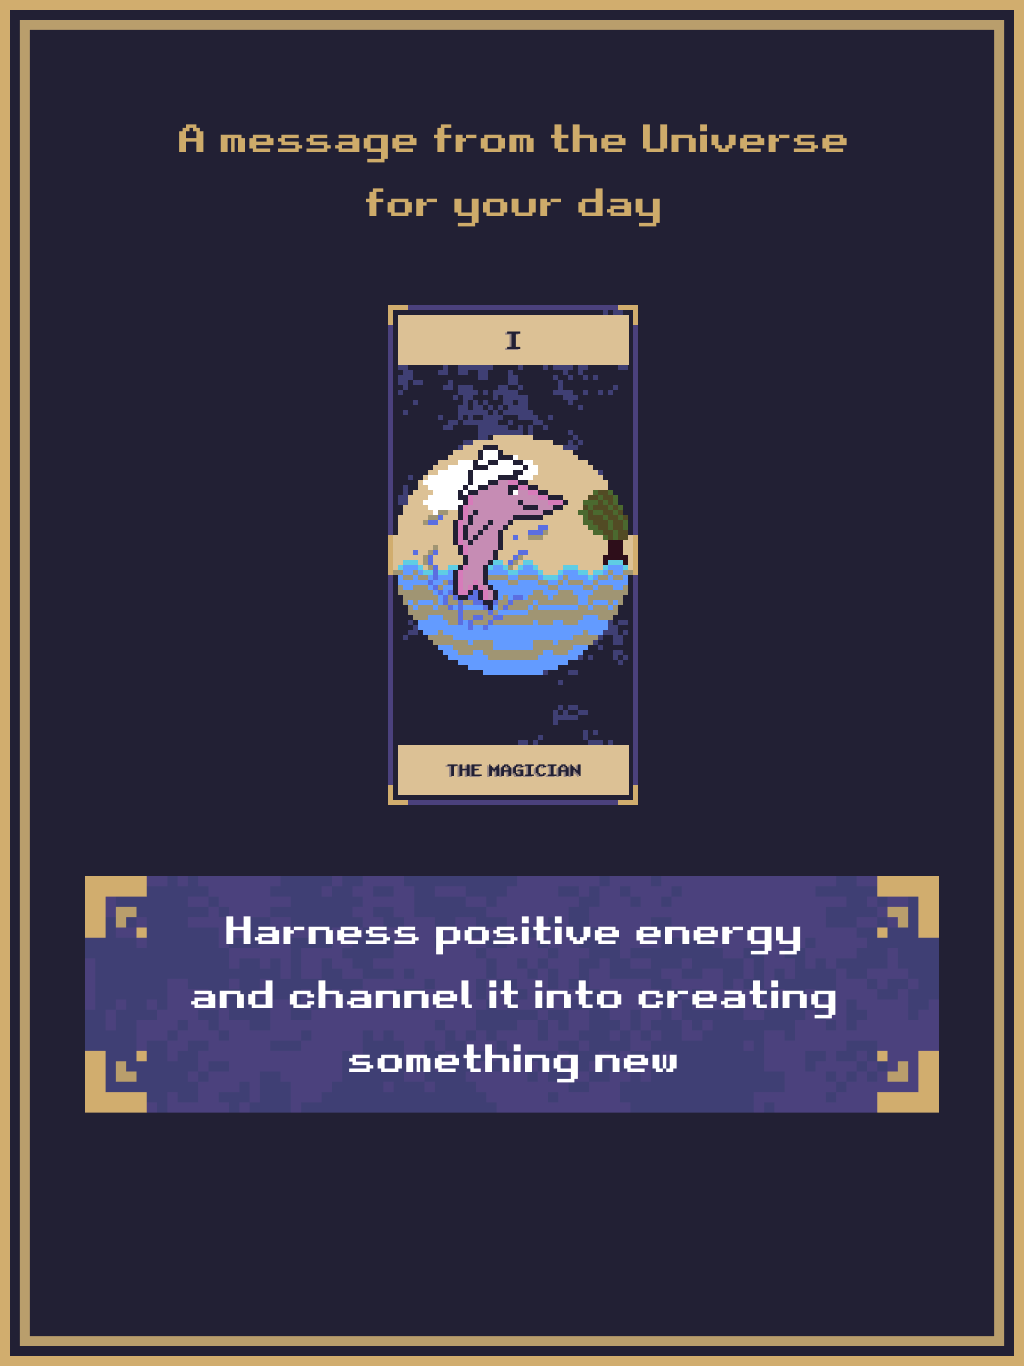 A message from the Universe
for your day
I
THE MAGICIAN
Harness positive energy
and channel it into creating
something new